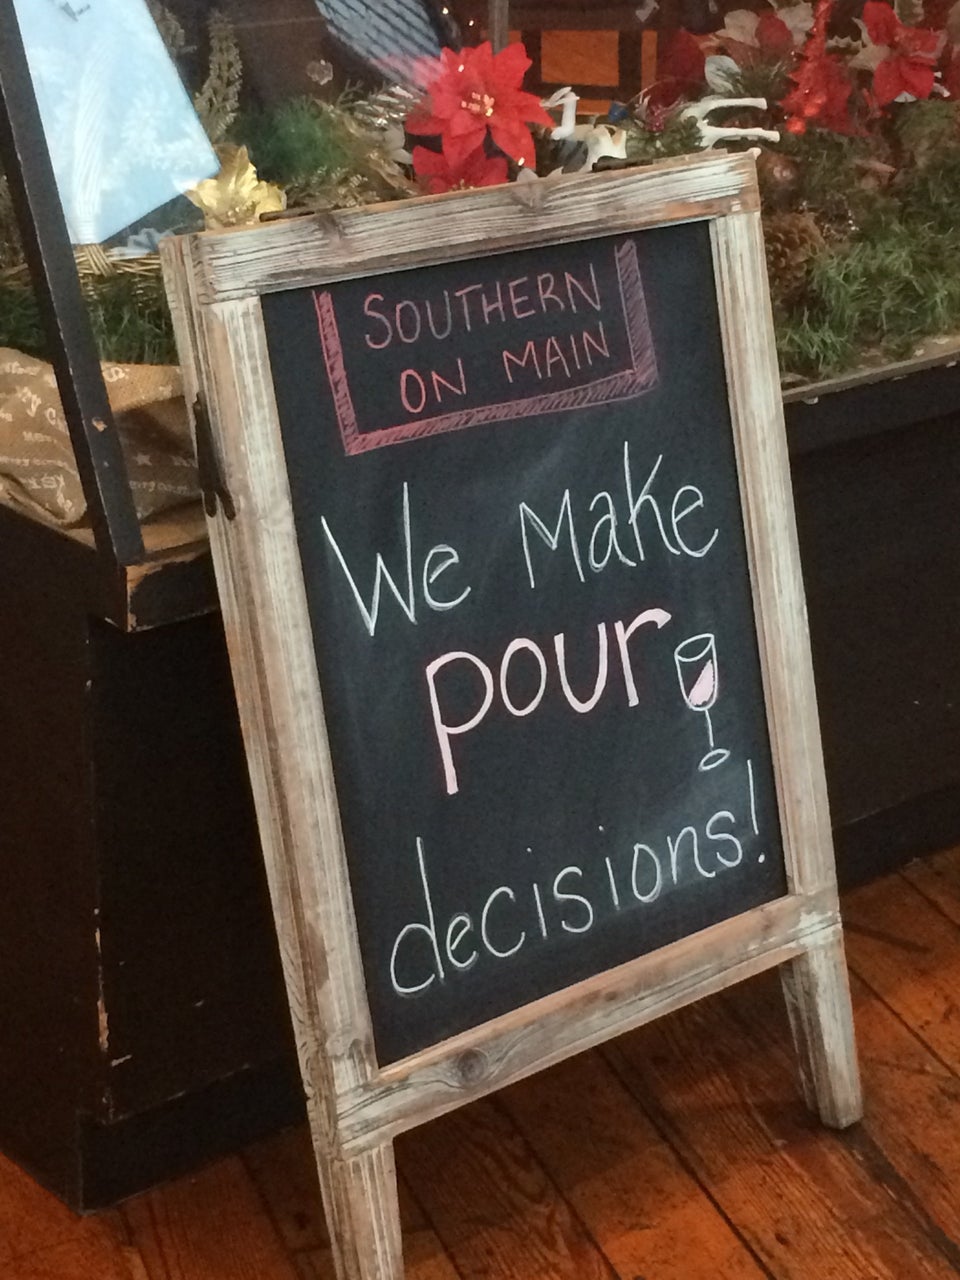 SOUTHERN
ON MAIN
We Make
pour
decisions!